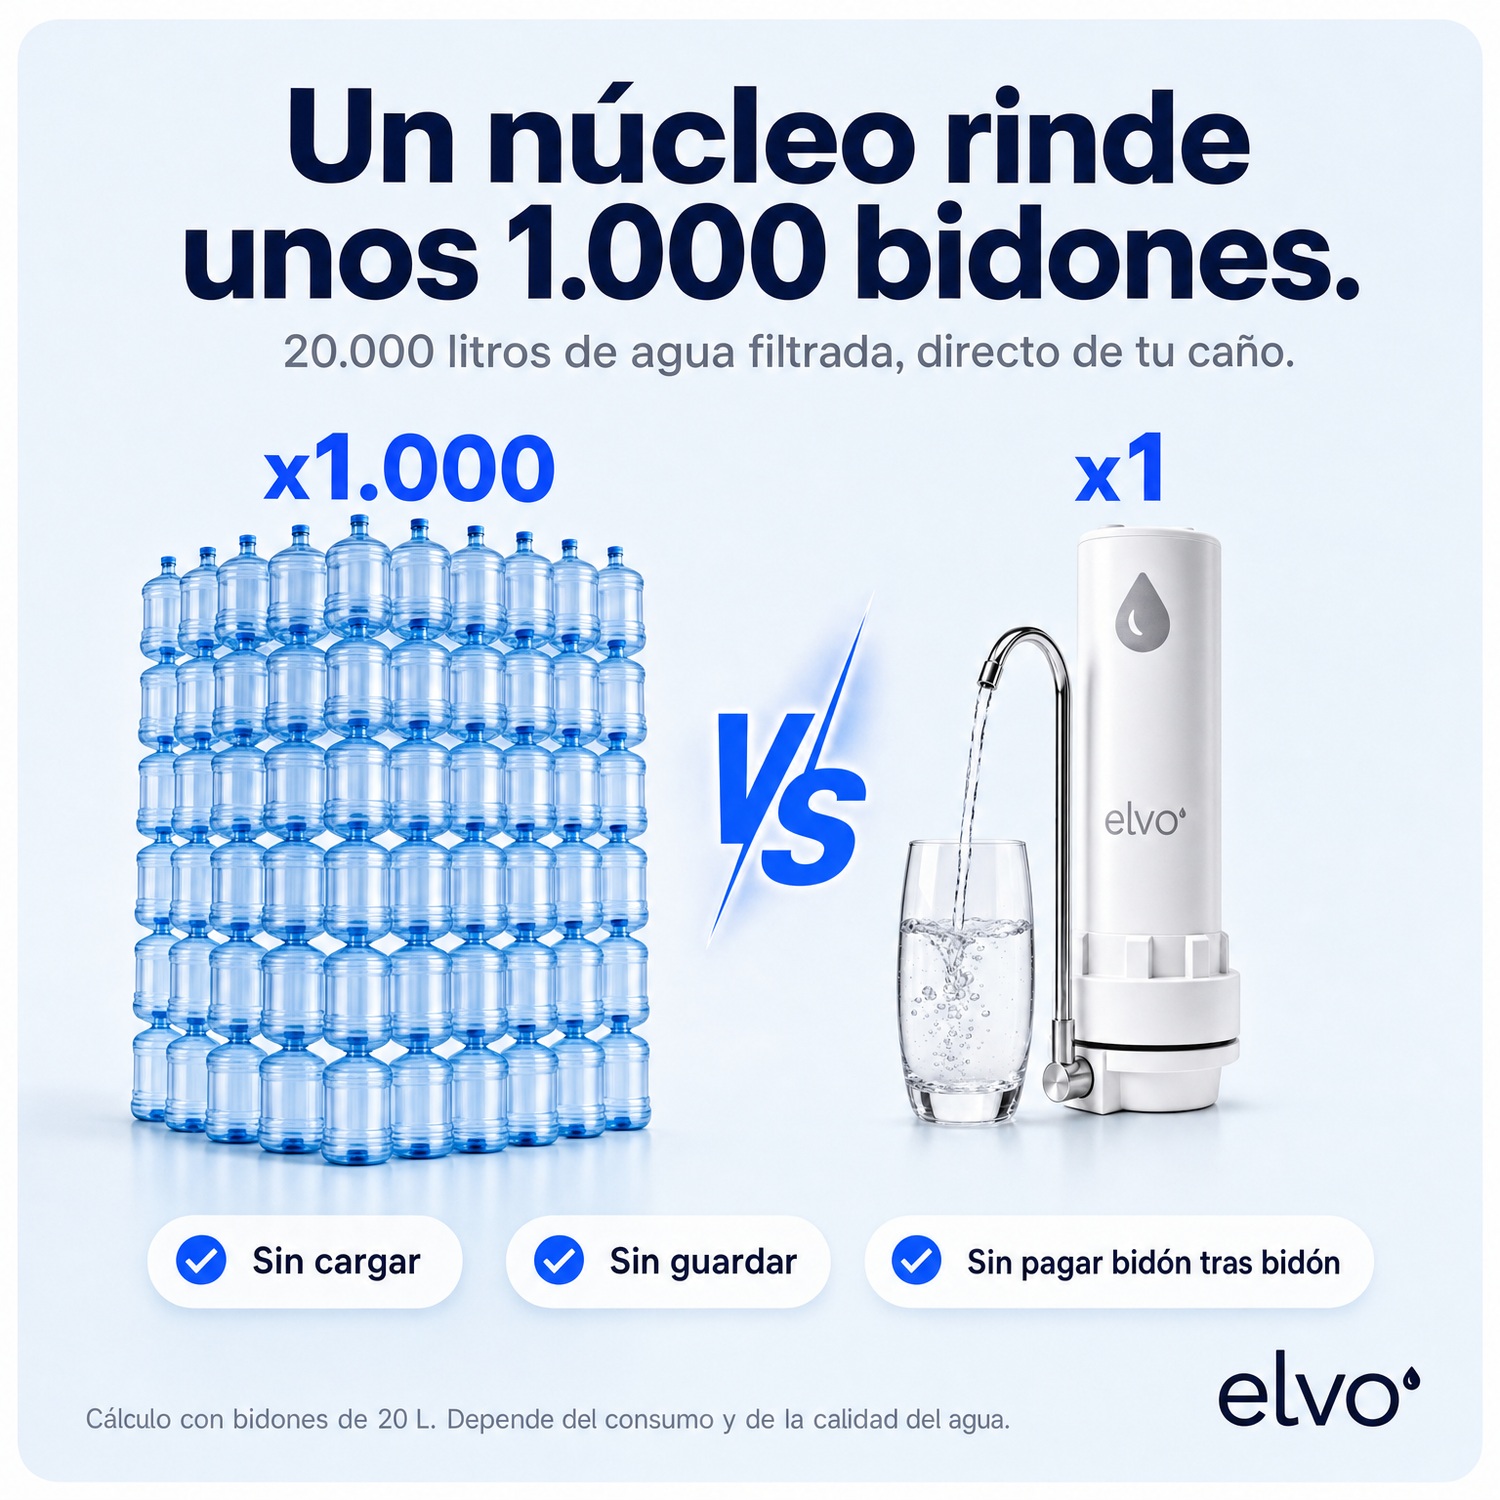 Un núcleo rinde
unos 1.000 bidones.
20.000 litros de agua filtrada, directo de tu caño.
x1.000
x1
VS
elvo
Sin cargar
Sin guardar
Sin pagar bidón tras bidón
elvo
Cálculo con bidones de 20 L. Depende del consumo y de la calidad del agua.